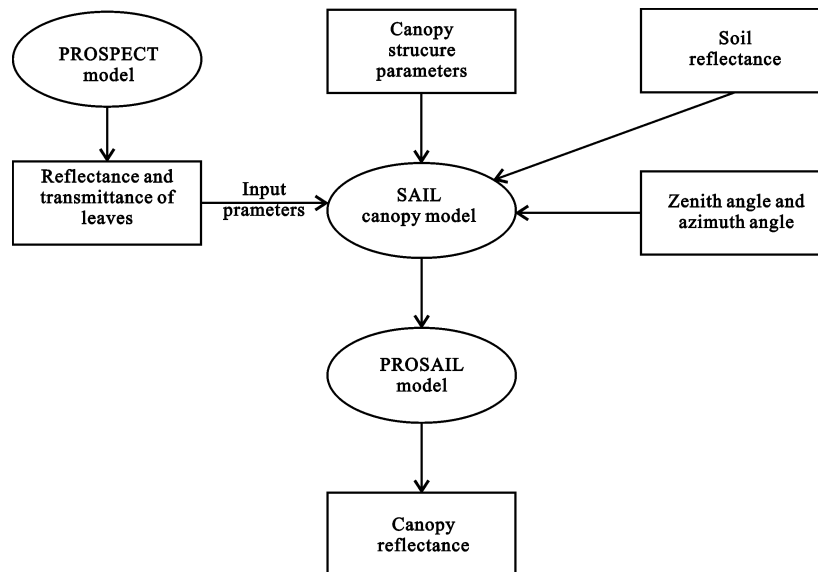 PROSPECT
model
Canopy
strucure
parameters
Soil
reflectance
Reflectance and
transmittance of
leaves
Input
prameters
SAIL
canopy model
Zenith angle and
azimuth angle
PROSAIL
model
Canopy
reflectance